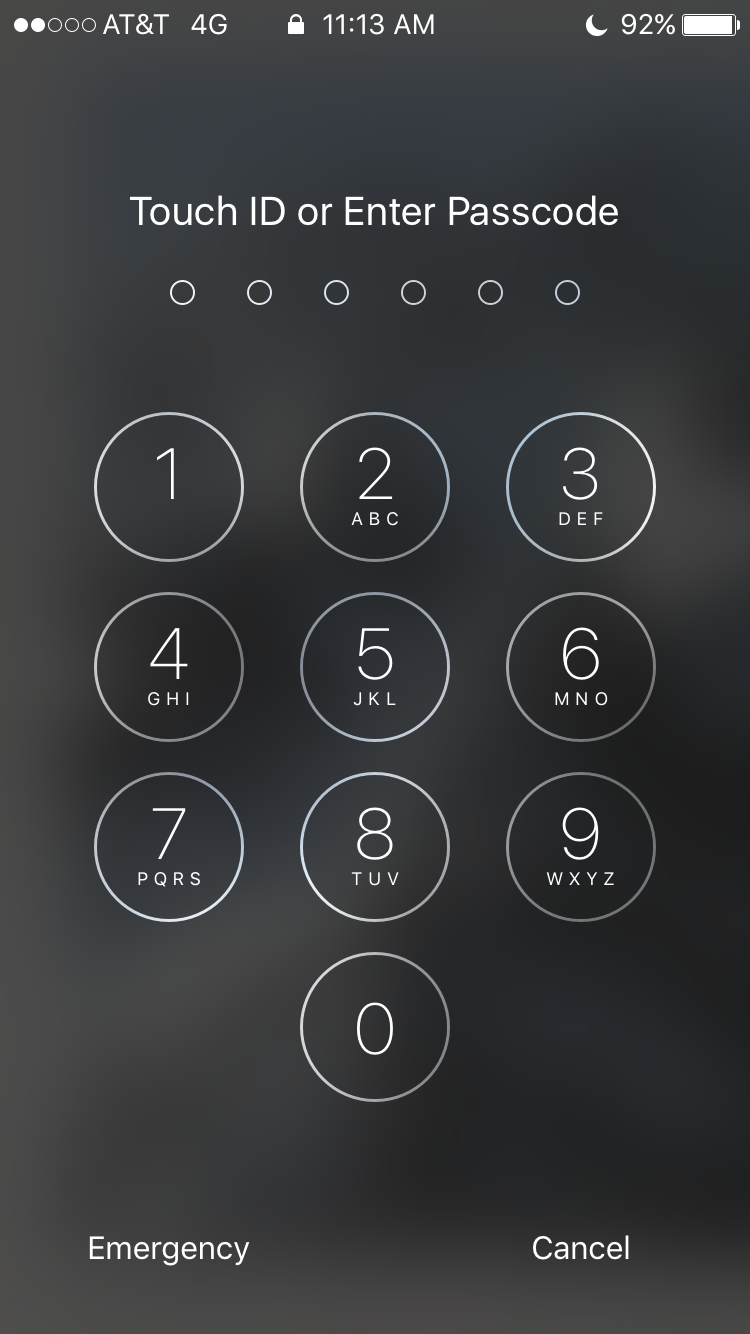 AT&T 4G 11:13 AM 92%
Touch ID or Enter Passcode
1 2 3
ABC DEF
4 5 6
GHI JKL MNO
7 8 9
PQRS TUV WXYZ
0
Emergency Cancel